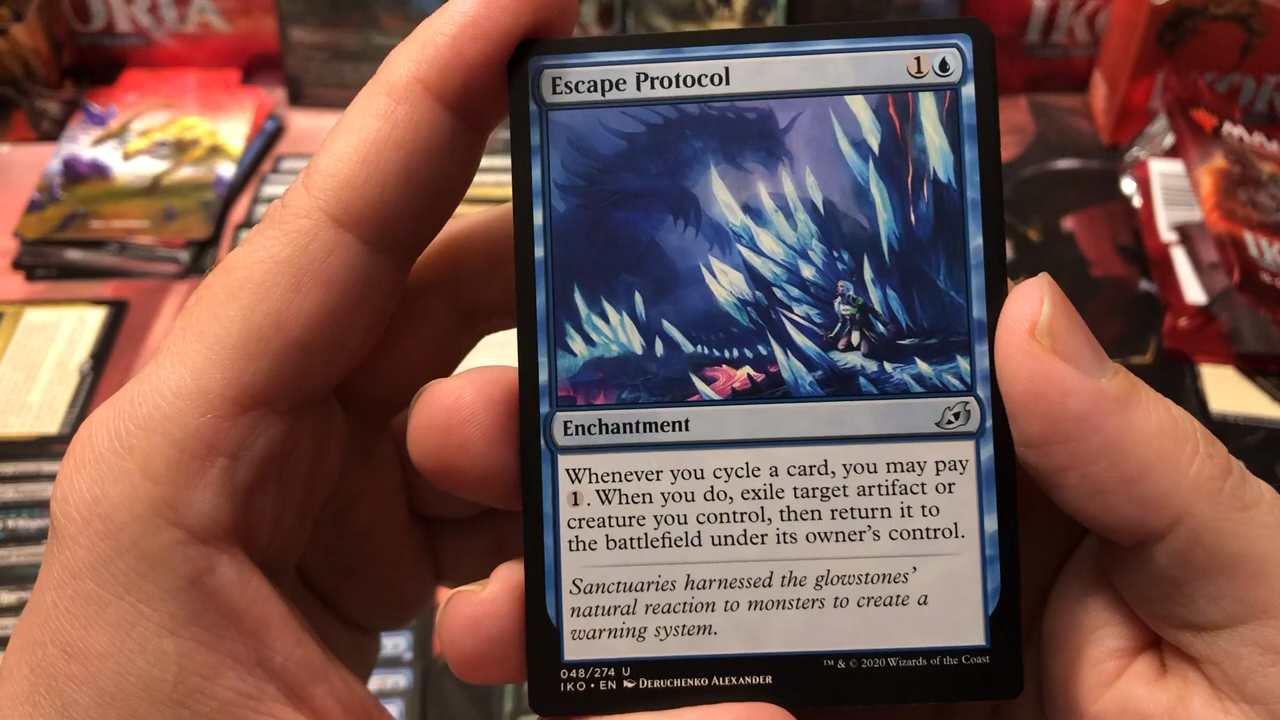 URIA
IKO
Escape Protocol 1
Enchantment
Whenever you cycle a card, you may pay
1. When you do, exile target artifact or
creature you control, then return it to
the battlefield under its owner's control.
Sanctuaries harnessed the glowstones'
natural reaction to monsters to create a
warning system.
048/274 U
IKO • EN DERUCHENKO ALEXANDER
™ & © 2020 Wizards of the Coast